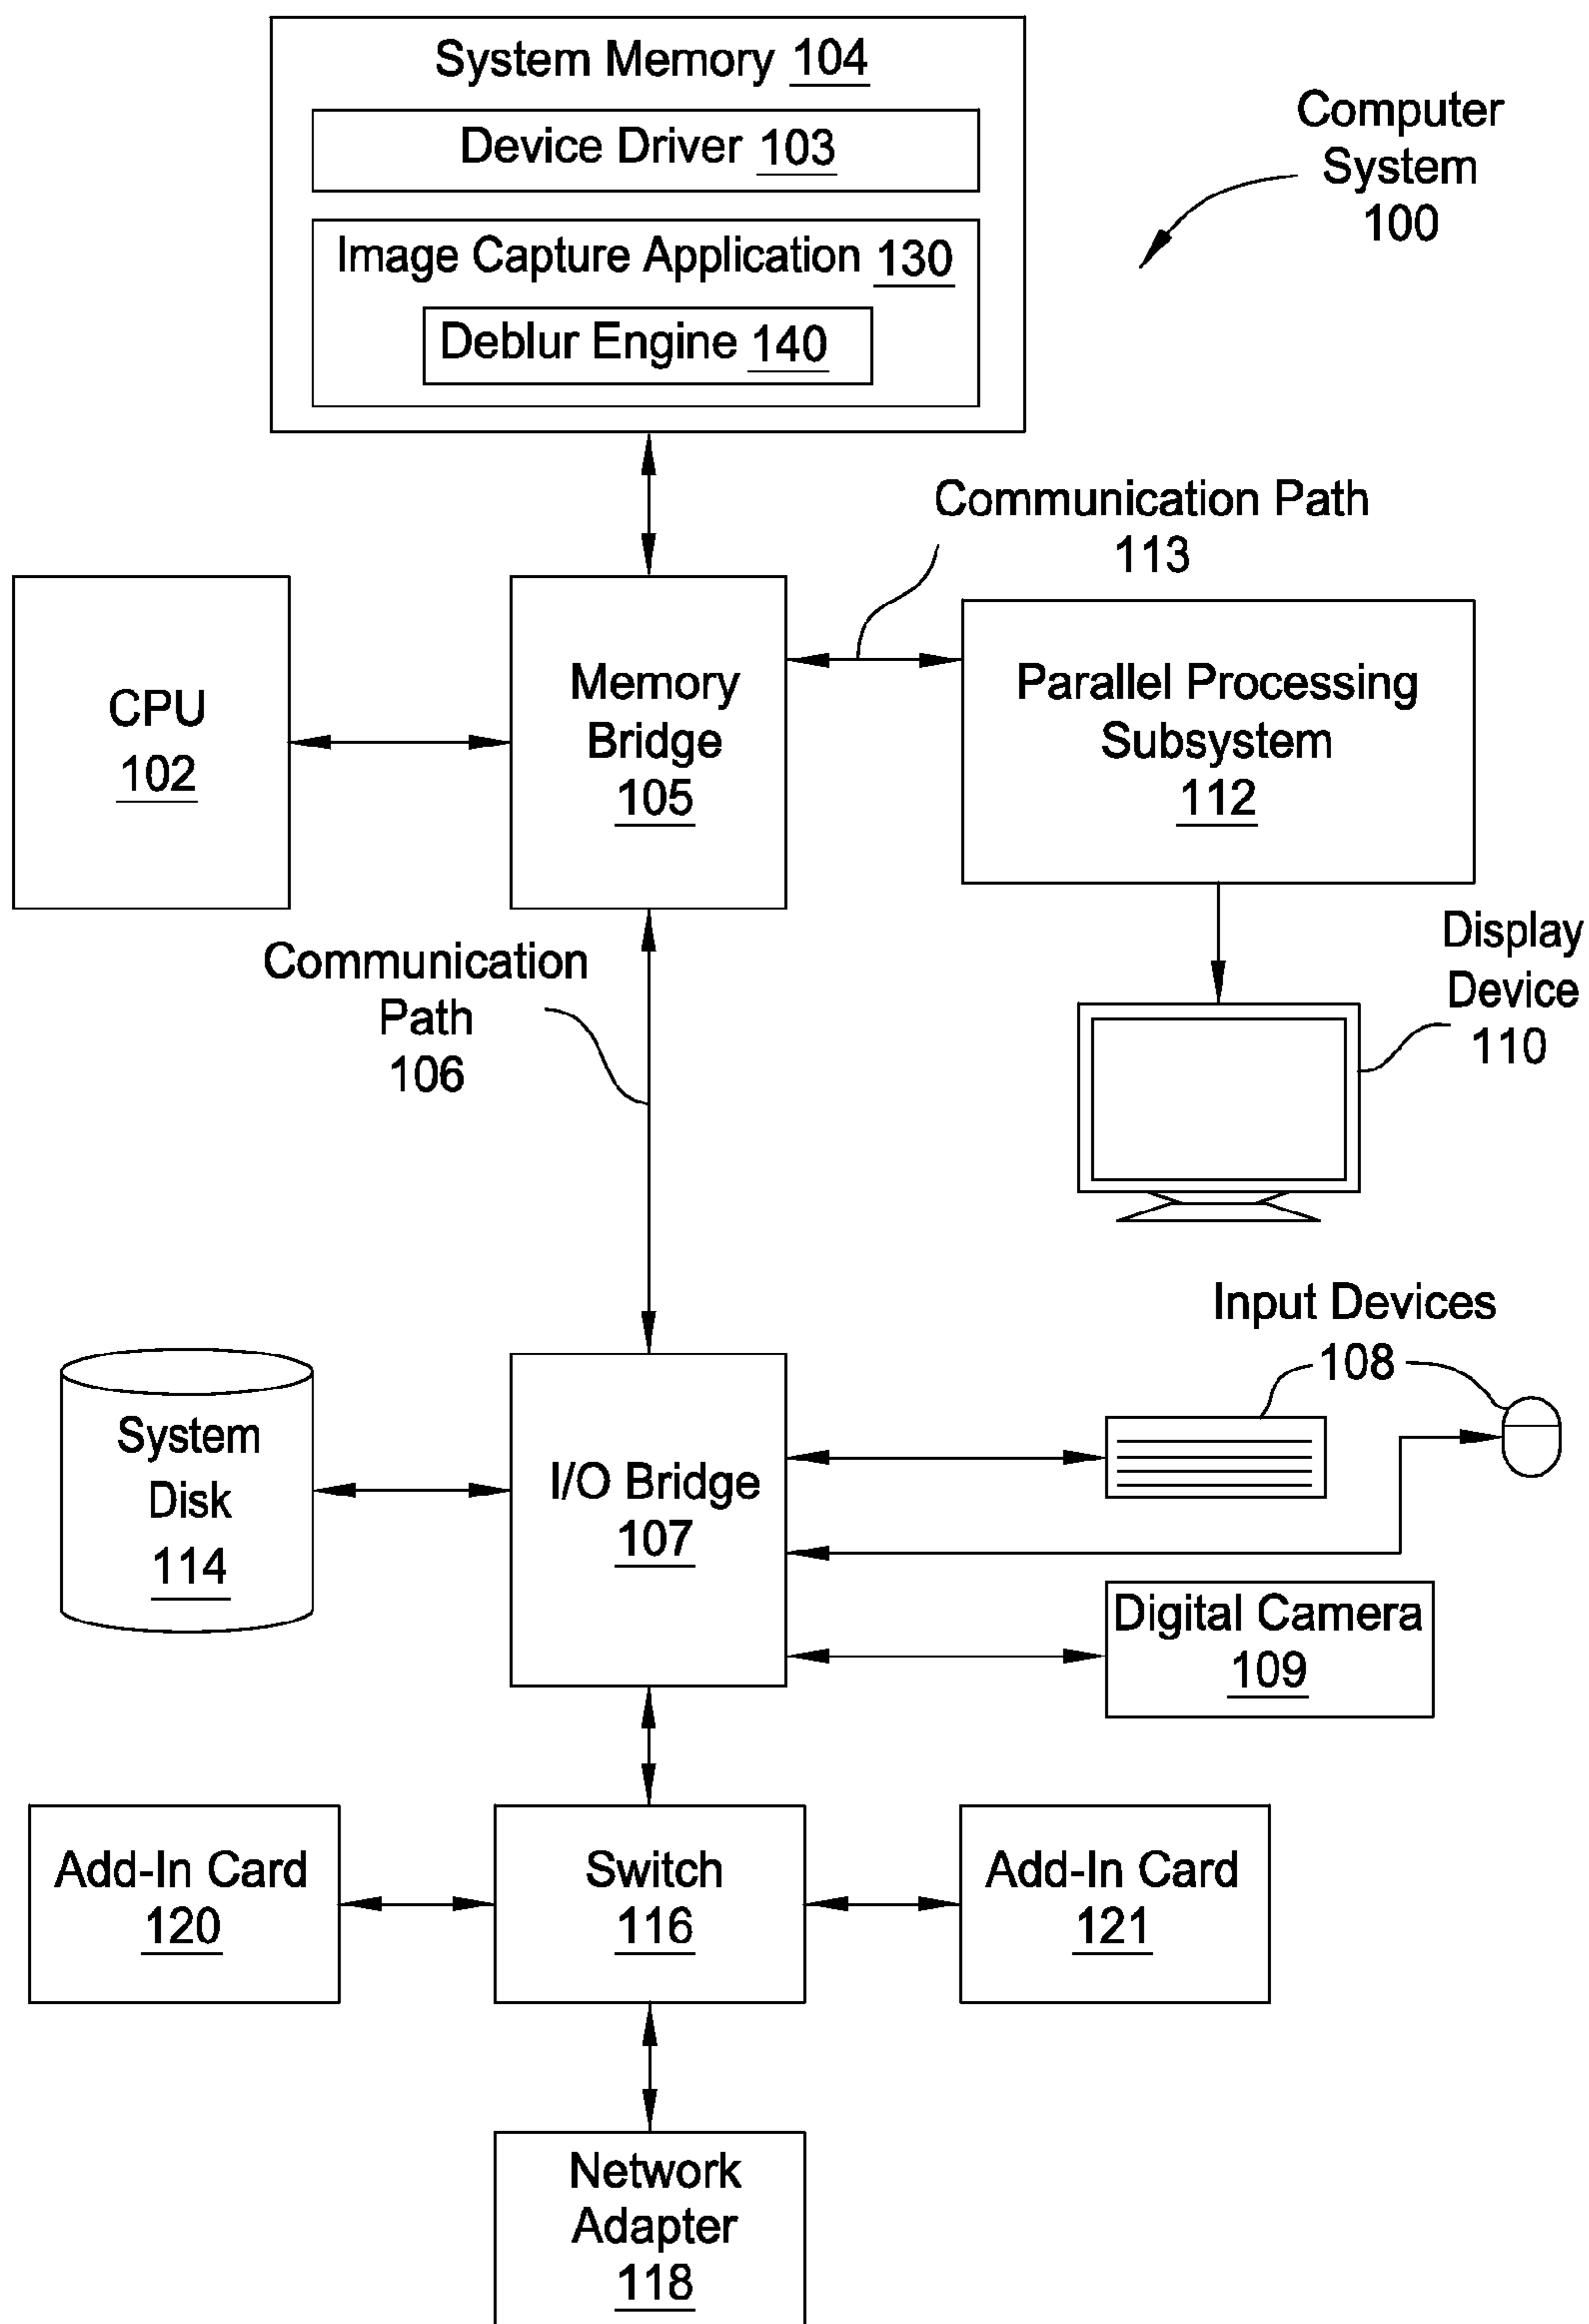 System Memory 104
Device Driver 103
Image Capture Application 130
Deblur Engine 140
Computer
System
100
Communication Path
113
CPU
102
Memory
Bridge
105
Parallel Processing
Subsystem
112
Communication
Path
106
Display
Device
110
Input Devices
108
System
Disk
114
I/O Bridge
107
Digital Camera
109
Add-In Card
120
Switch
116
Add-In Card
121
Network
Adapter
118